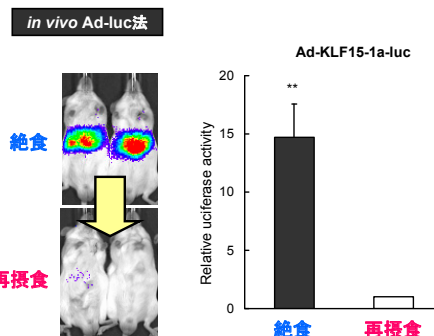 in vivo Ad-luc法
絶食
再摂食
Ad-KLF15-1a-luc
Relative uciferase activity
20
15
10
5
0
**
絶食
再摂食